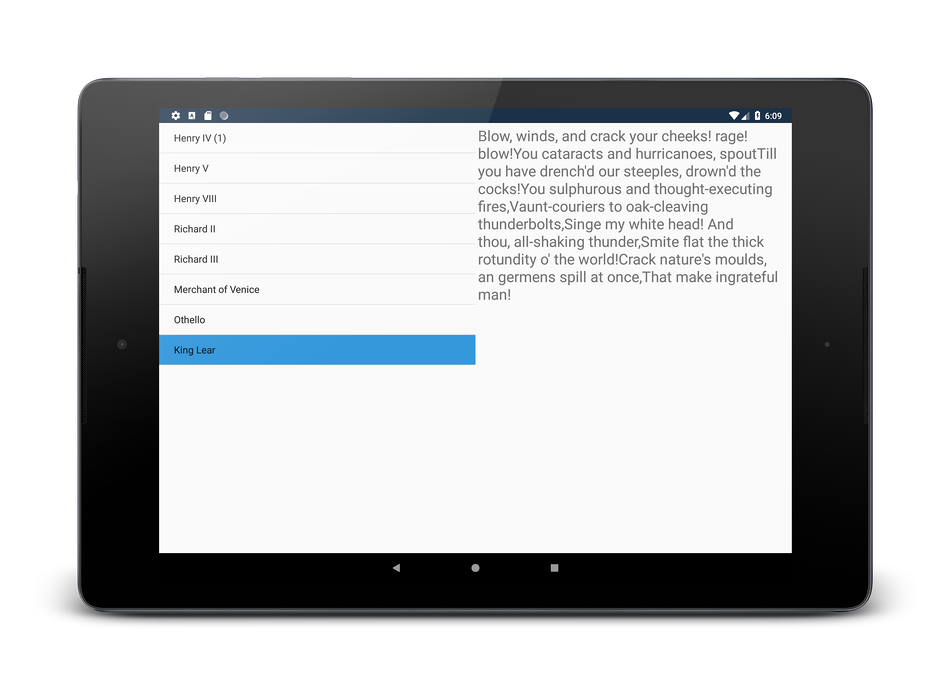 6:09
Henry IV (1)
Henry V
Henry VIII
Richard II
Richard III
Merchant of Venice
Othello
King Lear
Blow, winds, and crack your cheeks! rage!
blow!You cataracts and hurricanoes, spoutTill
you have drench'd our steeples, drown'd the
cocks!You sulphurous and thought-executing
fires,Vaunt-couriers to oak-cleaving
thunderbolts,Singe my white head! And
thou, all-shaking thunder,Smite flat the thick
rotundity o' the world!Crack nature's moulds,
an germens spill at once,That make ingrateful
man!